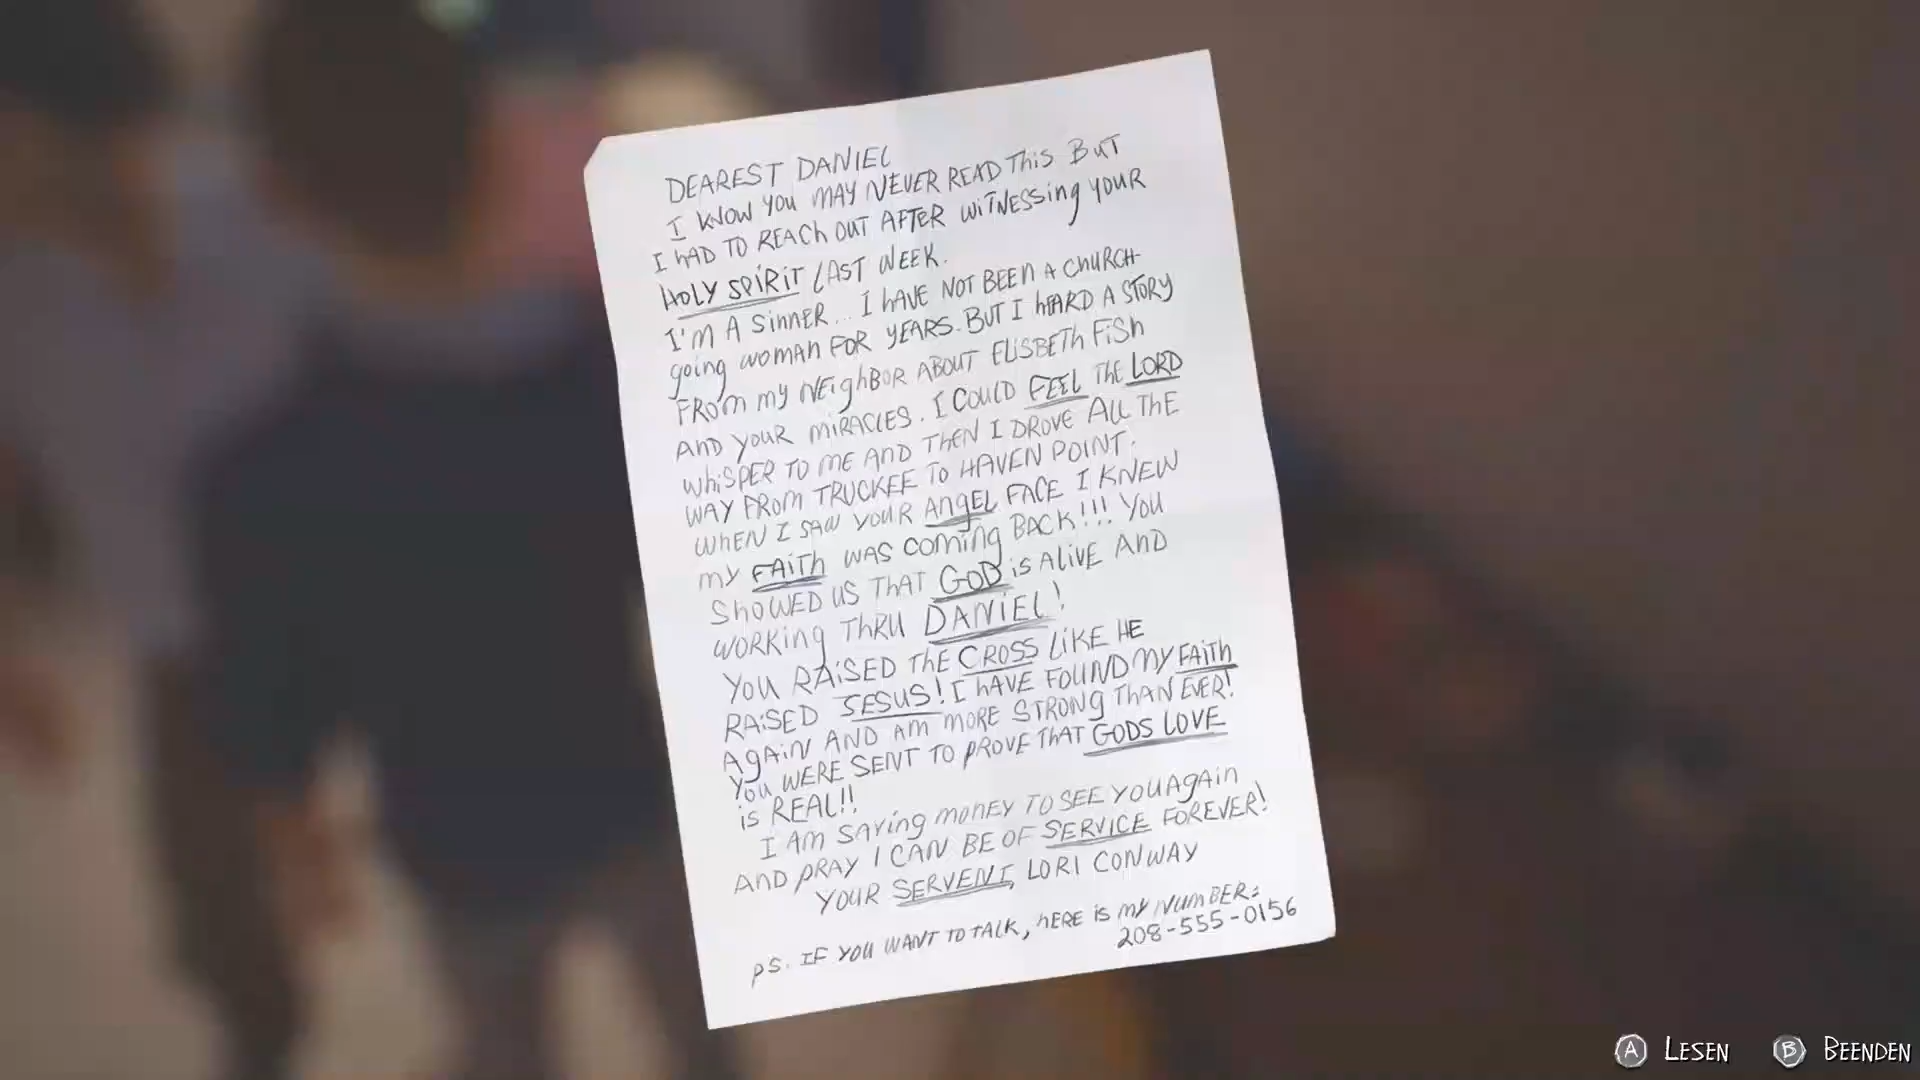 DEAREST DANIEL
I KNOW YOU MAY NEVER READ THIS BUT
I HAD TO REACH OUT AFTER WITNESSING YOUR
HOLY SPIRIT LAST WEEK.
I'M A SINNER... I HAVE NOT BEEN A CHURCH-
GOING WOMAN FOR YEARS. BUT I HEARD A STORY
FROM MY NEIGHBOR ABOUT ELISBETH FISH
AND YOUR MIRACLES. I COULD FEEL THE LORD
WHISPER TO ME AND THEN I DROVE ALL THE
WAY FROM TRUCKEE TO HAVEN POINT.
WHEN I SAW YOUR ANGEL FACE I KNEW
MY FAITH WAS COMING BACK!!! YOU
SHOWED US THAT GOD IS ALIVE AND
WORKING THRU DANIEL!
YOU RAISED THE CROSS LIKE HE
RAISED JESUS! I HAVE FOUND MY FAITH
AGAIN AND AM MORE STRONG THAN EVER!
YOU WERE SENT TO PROVE THAT GODS LOVE
IS REAL!!
I AM SAVING MONEY TO SEE YOU AGAIN
AND PRAY I CAN BE OF SERVICE FOREVER!
YOUR SERVENT, LORI CONWAY
PS. IF YOU WANT TO TALK, HERE IS MY NUMBER:
208-555-0156
A LESEN B BEENDEN